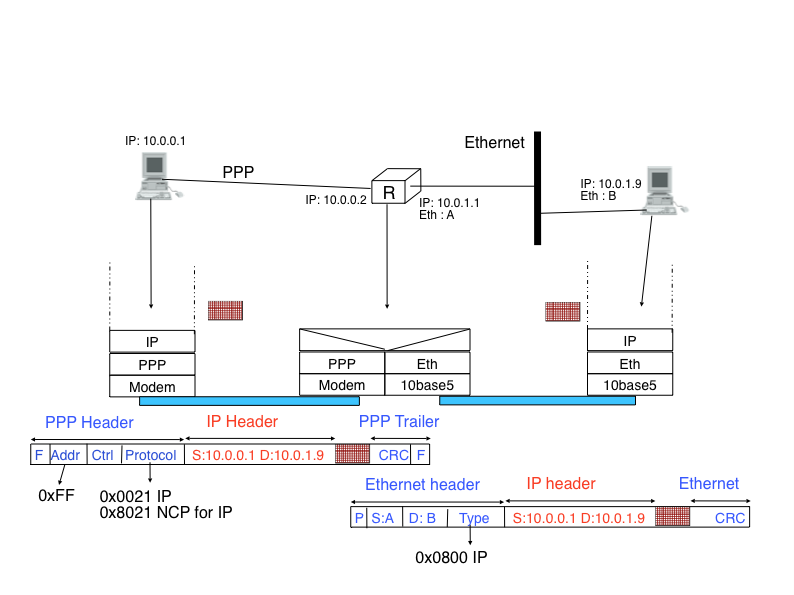 Ethernet
IP: 10.0.0.1
PPP
R
IP: 10.0.1.9
Eth : B
IP: 10.0.0.2
IP: 10.0.1.1
Eth : A
IP
IP
PPP
PPP
Eth
Eth
Modem
Modem
10base5
10base5
PPP Header
IP Header
PPP Trailer
F Addr Ctrl Protocol S:10.0.0.1 D:10.0.1.9 CRC F
0xFF
0x0021 IP
0x8021 NCP for IP
Ethernet header
IP header
Ethernet
P S:A D: B Type S:10.0.0.1 D:10.0.1.9 CRC
0x0800 IP